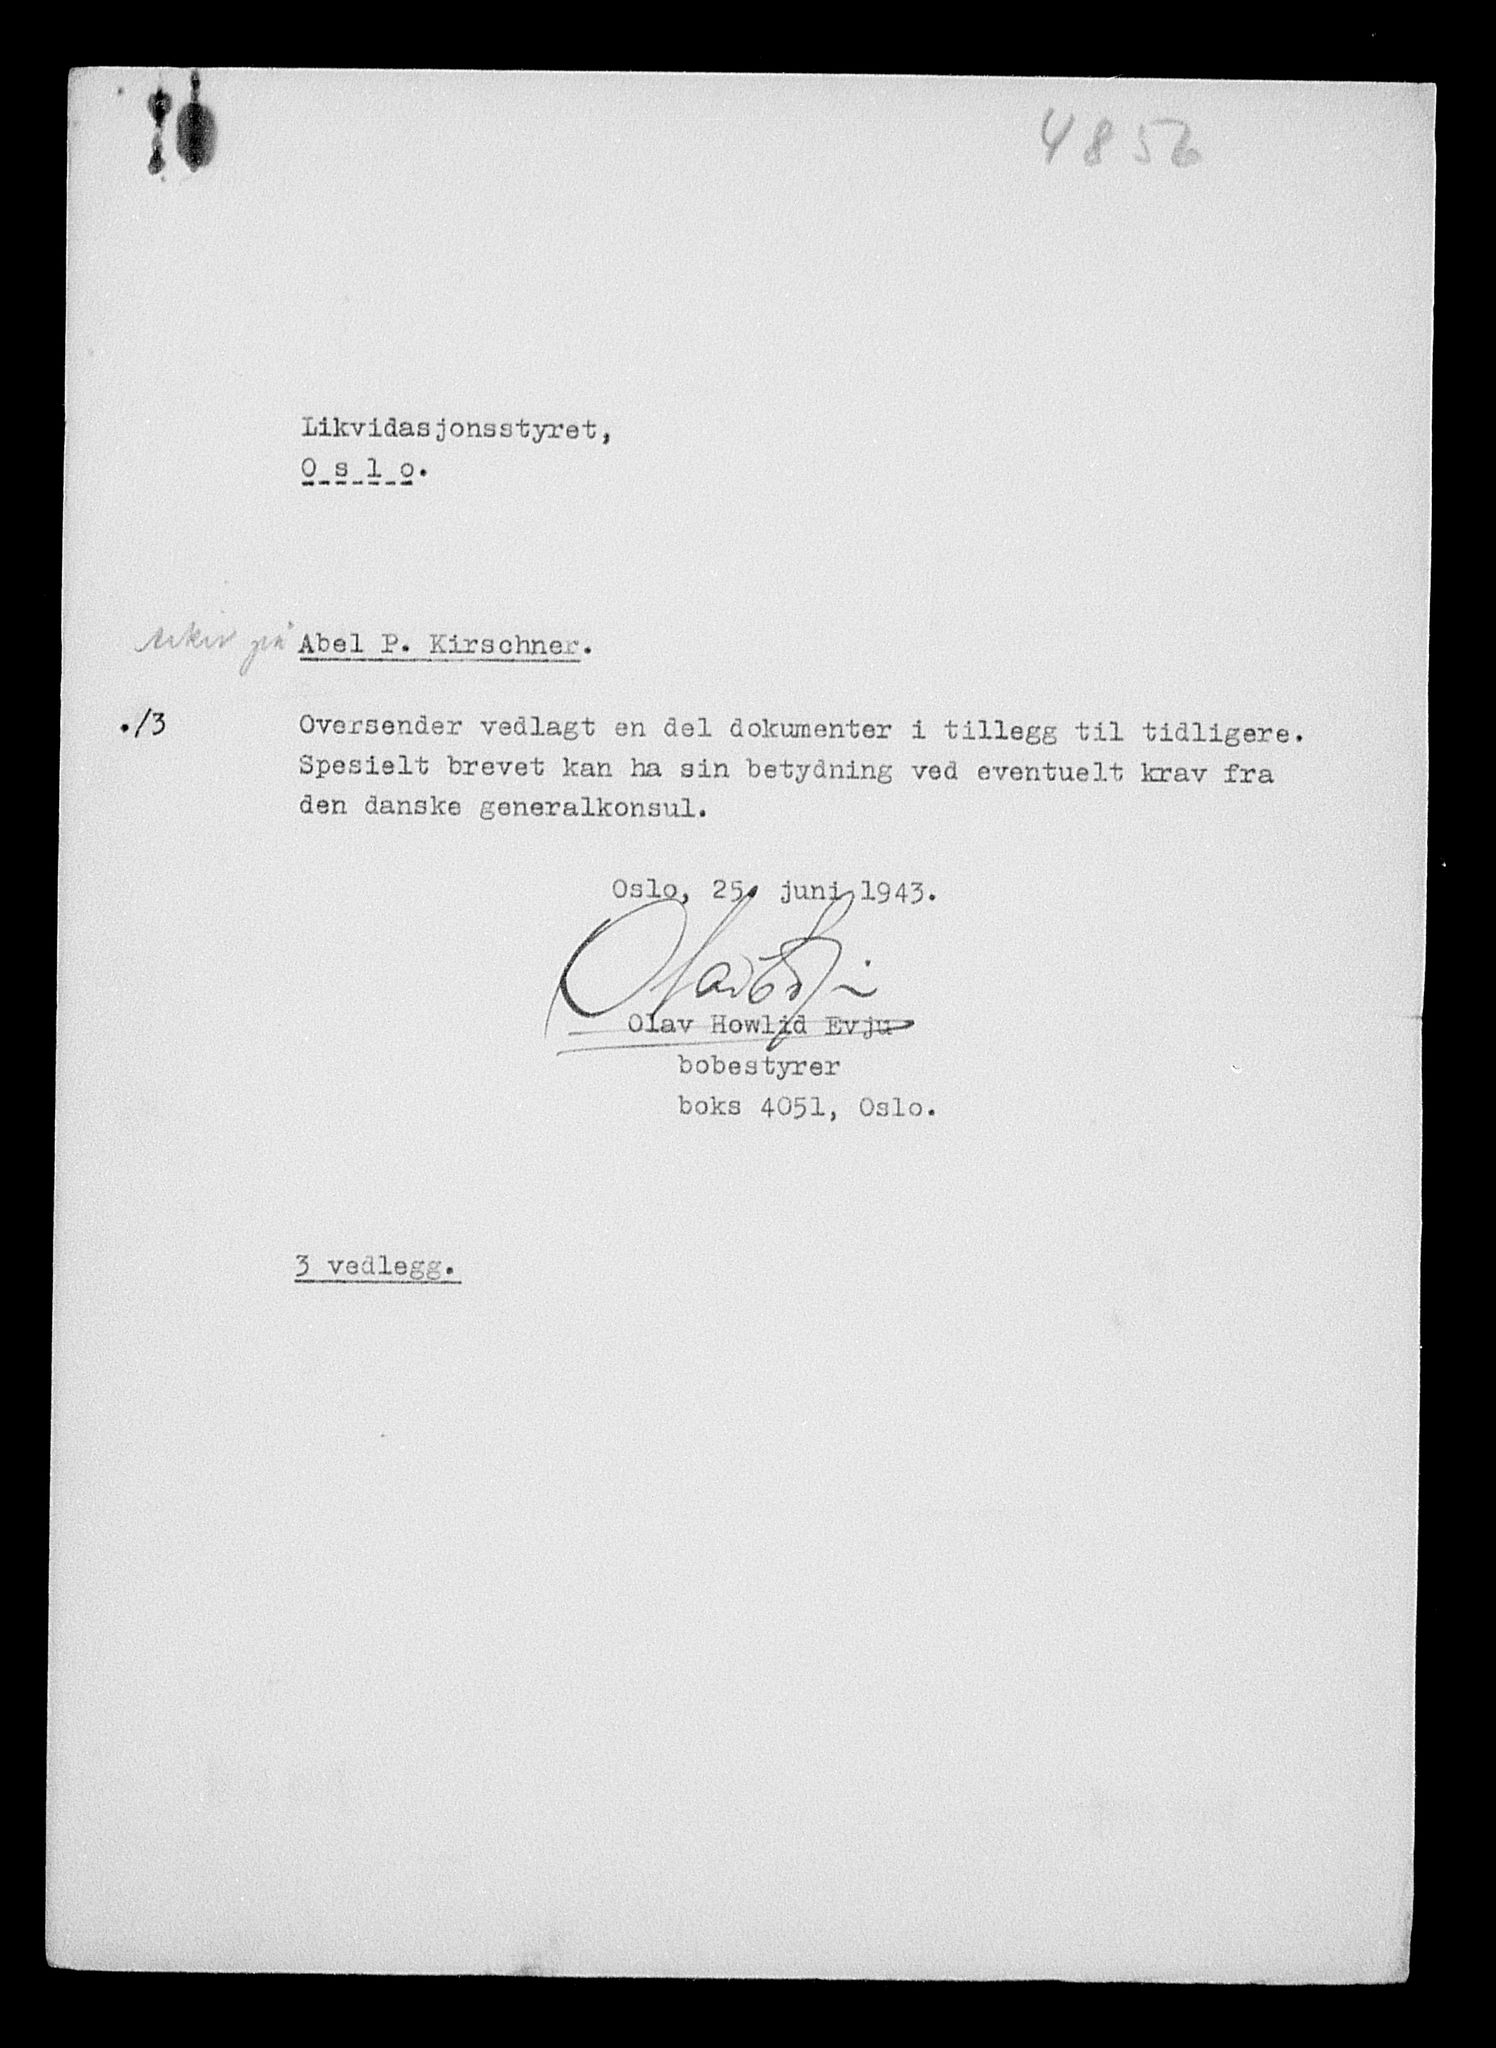 4856
Likvidasjonsstyret,
Oslo.
Abel P. Kirschner.
./3 Oversender vedlagt en del dokumenter i tillegg til tidligere.
Spesielt brevet kan ha sin betydning ved eventuelt krav fra
den danske generalkonsul.
Oslo, 25. juni 1943.
Olav Howlid Evju
bobestyrer
boks 4051, Oslo.
3 vedlegg.